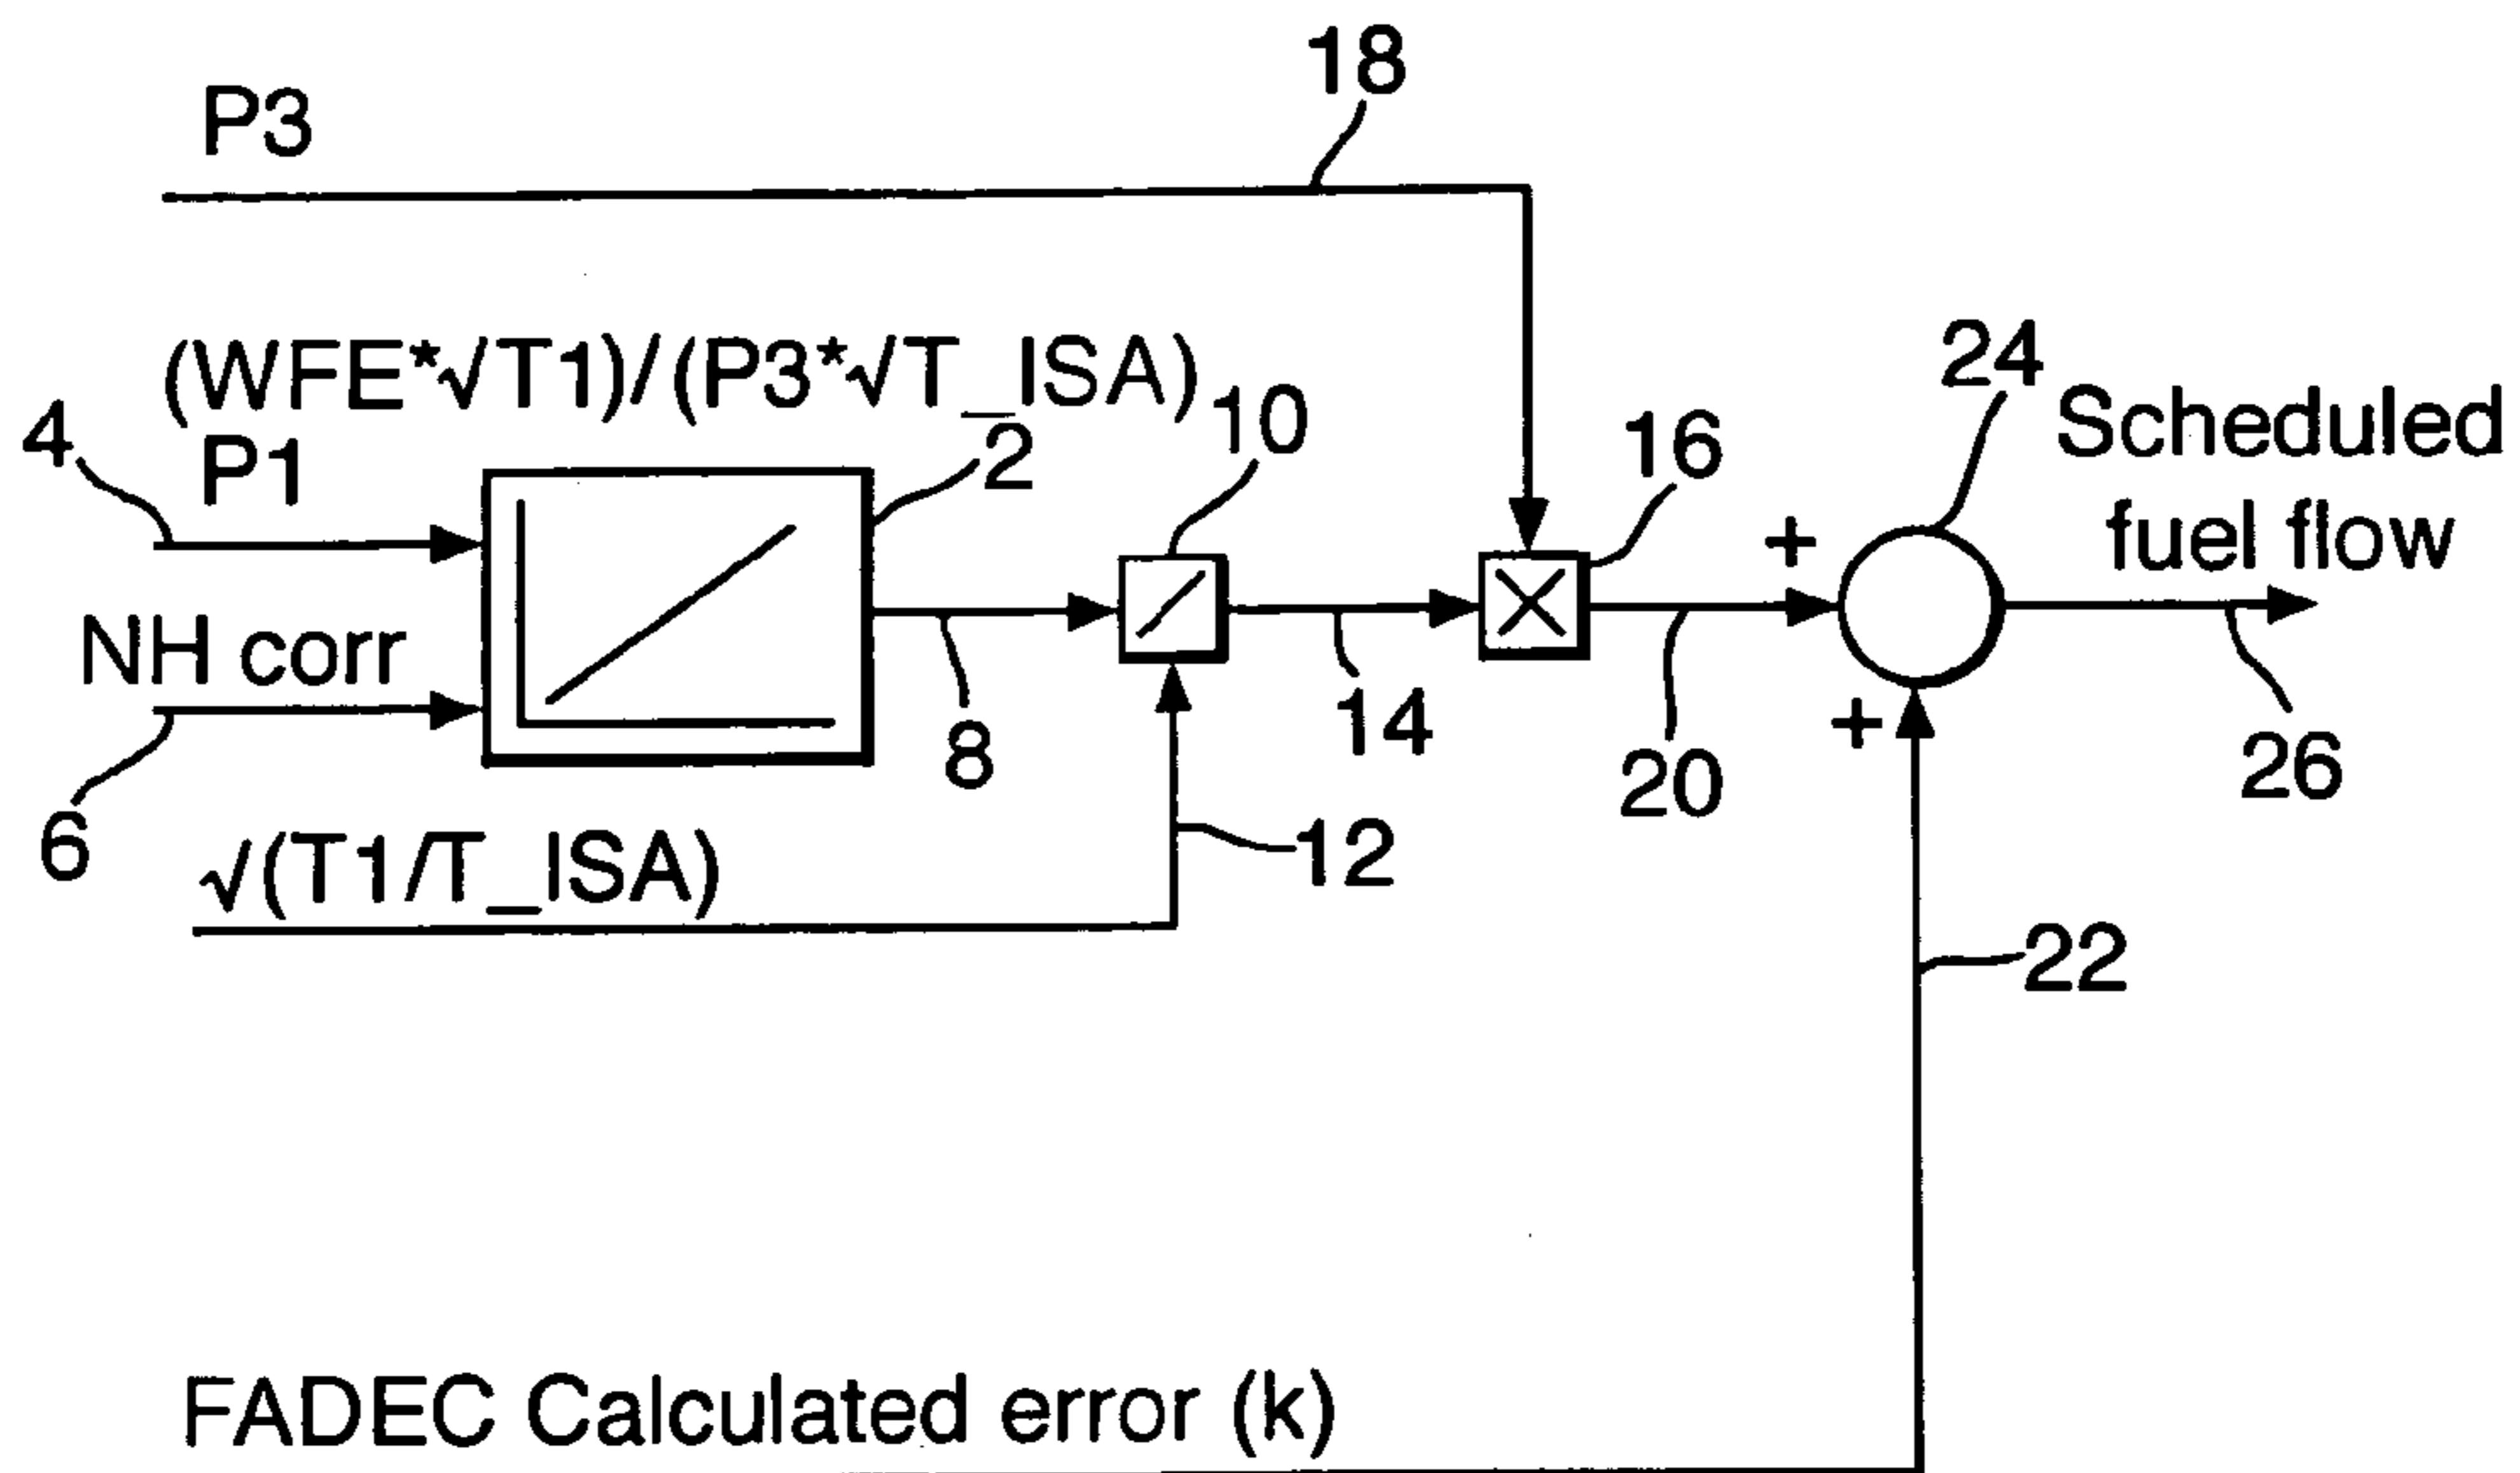 18
P3
(WFE*√T1)/(P3*√T_ISA)
24
Scheduled
fuel flow
10
16
4
P1
2
+
NH corr
8
14
20
+
26
6
√(T1/T_ISA)
12
22
FADEC Calculated error (k)